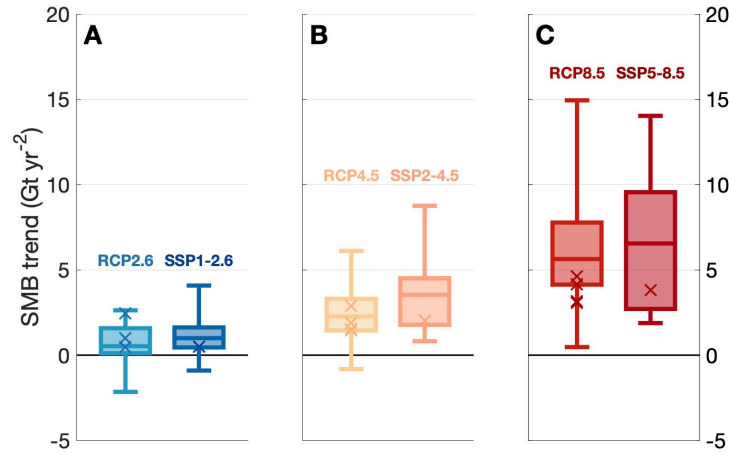 20 20
A B C
RCP8.5 SSP5-8.5
15 15
SMB trend (Gt yr⁻²)
RCP4.5 SSP2-4.5
10 10
RCP2.6 SSP1-2.6
5 5
0 0
-5 -5